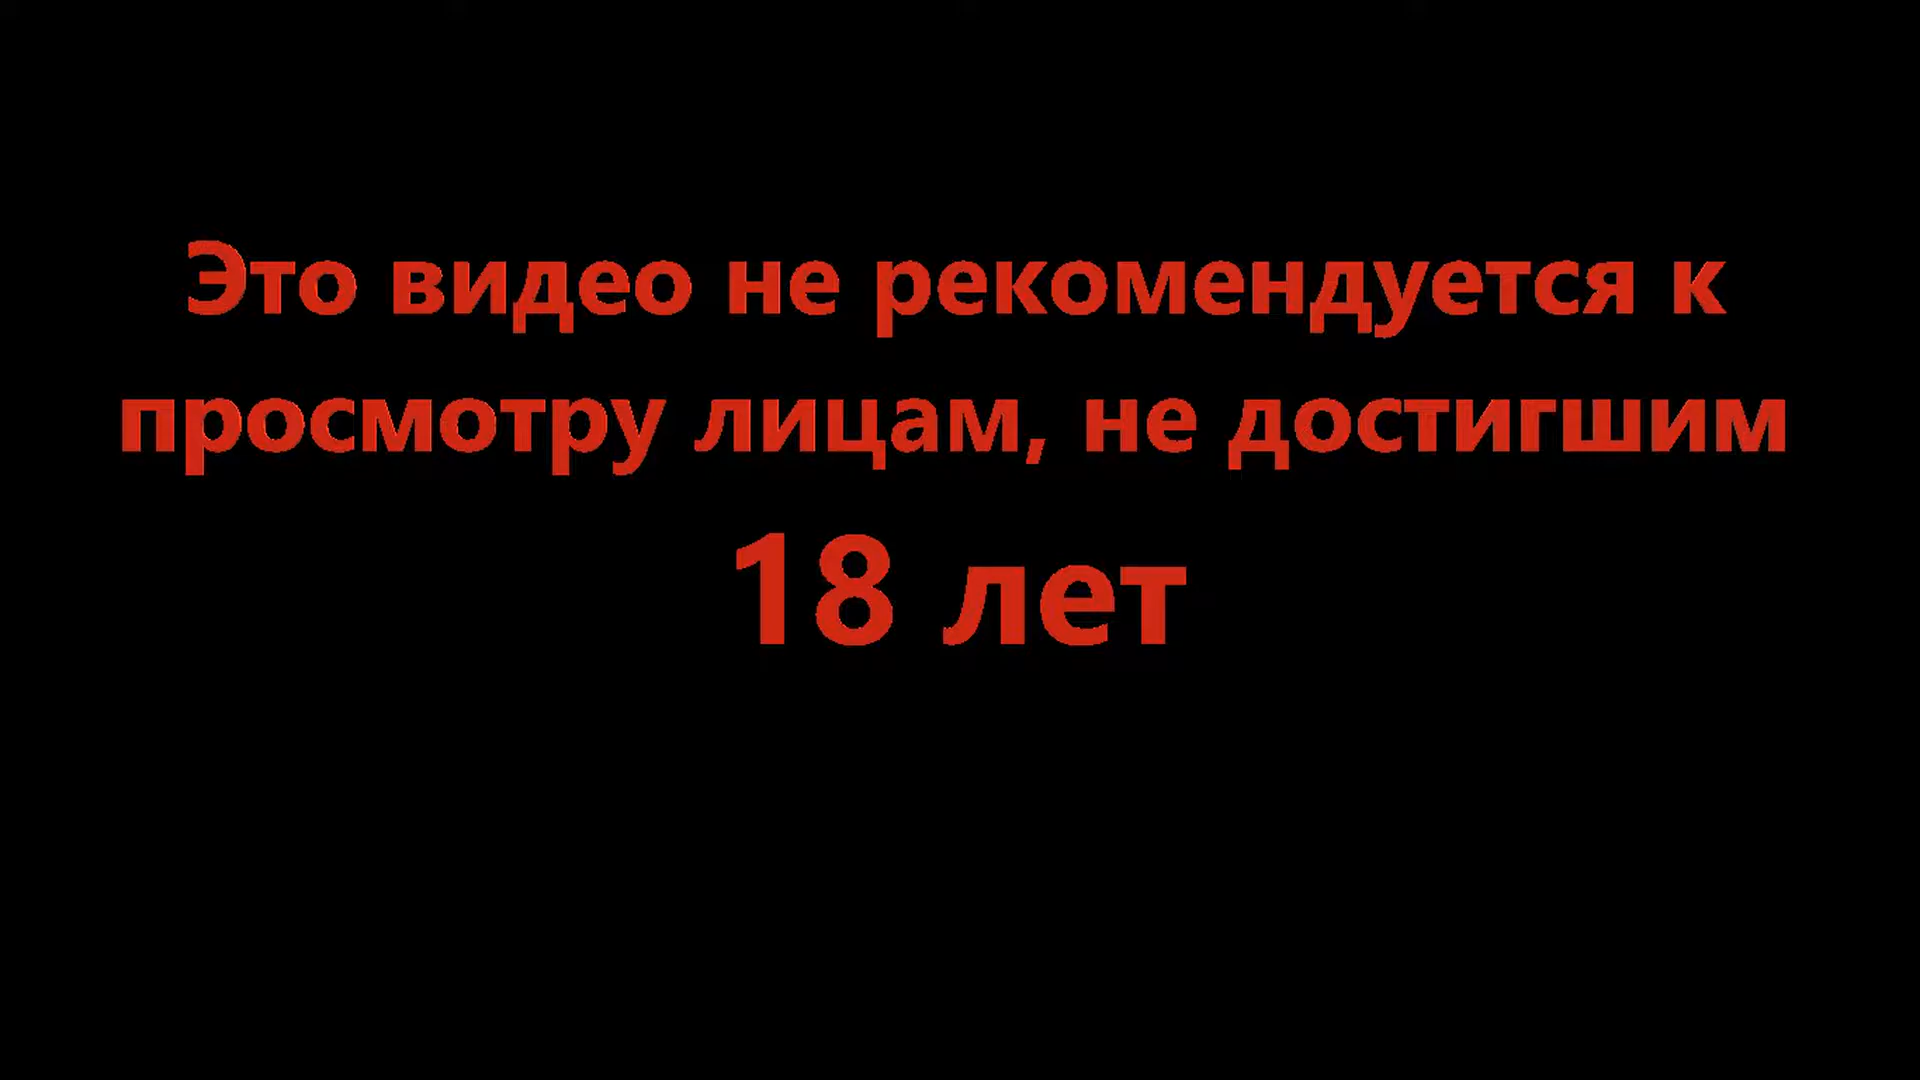 Это видео не рекомендуется к
просмотру лицам, не достигшим
18 лет